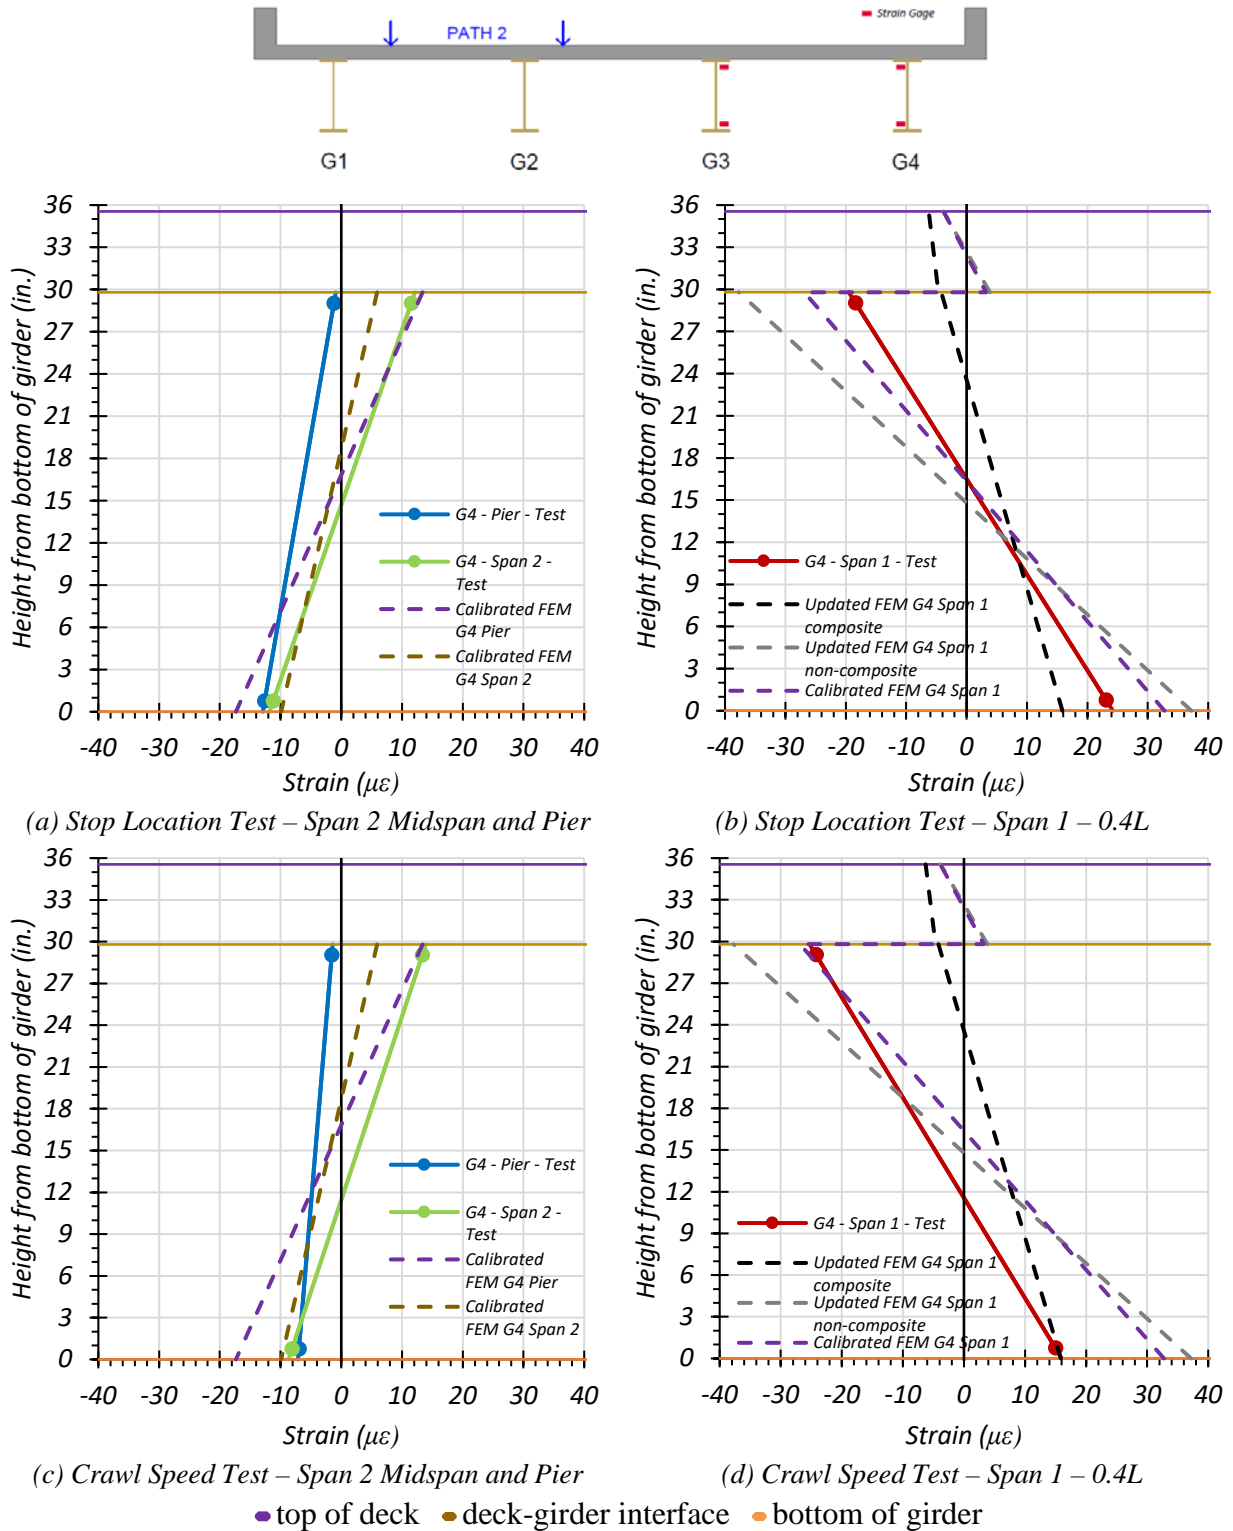 Strain Gage
PATH 2
G1 G2 G3 G4
36
33
30
27
24
21
18
15
12
9
6
3
0
Height from bottom of girder (in.)
G4 - Pier - Test
G4 - Span 2 -
Test
Calibrated FEM
G4 Pier
Calibrated FEM
G4 Span 2
-40 -30 -20 -10 0 10 20 30 40
Strain (με)
(a) Stop Location Test – Span 2 Midspan and Pier
36
33
30
27
24
21
18
15
12
9
6
3
0
Height from bottom of girder (in.)
G4 - Span 1 - Test
Updated FEM G4 Span 1
composite
Updated FEM G4 Span 1
non-composite
Calibrated FEM G4 Span 1
-40 -30 -20 -10 0 10 20 30 40
Strain (με)
(b) Stop Location Test – Span 1 – 0.4L
36
33
30
27
24
21
18
15
12
9
6
3
0
Height from bottom of girder (in.)
G4 - Pier - Test
G4 - Span 2 -
Test
Calibrated
FEM G4 Pier
Calibrated
FEM G4 Span 2
-40 -30 -20 -10 0 10 20 30 40
Strain (με)
(c) Crawl Speed Test – Span 2 Midspan and Pier
36
33
30
27
24
21
18
15
12
9
6
3
0
Height from bottom of girder (in.)
G4 - Span 1 - Test
Updated FEM G4 Span 1
composite
Updated FEM G4 Span 1
non-composite
Calibrated FEM G4 Span 1
-40 -30 -20 -10 0 10 20 30 40
Strain (με)
(d) Crawl Speed Test – Span 1 – 0.4L
top of deck deck-girder interface bottom of girder